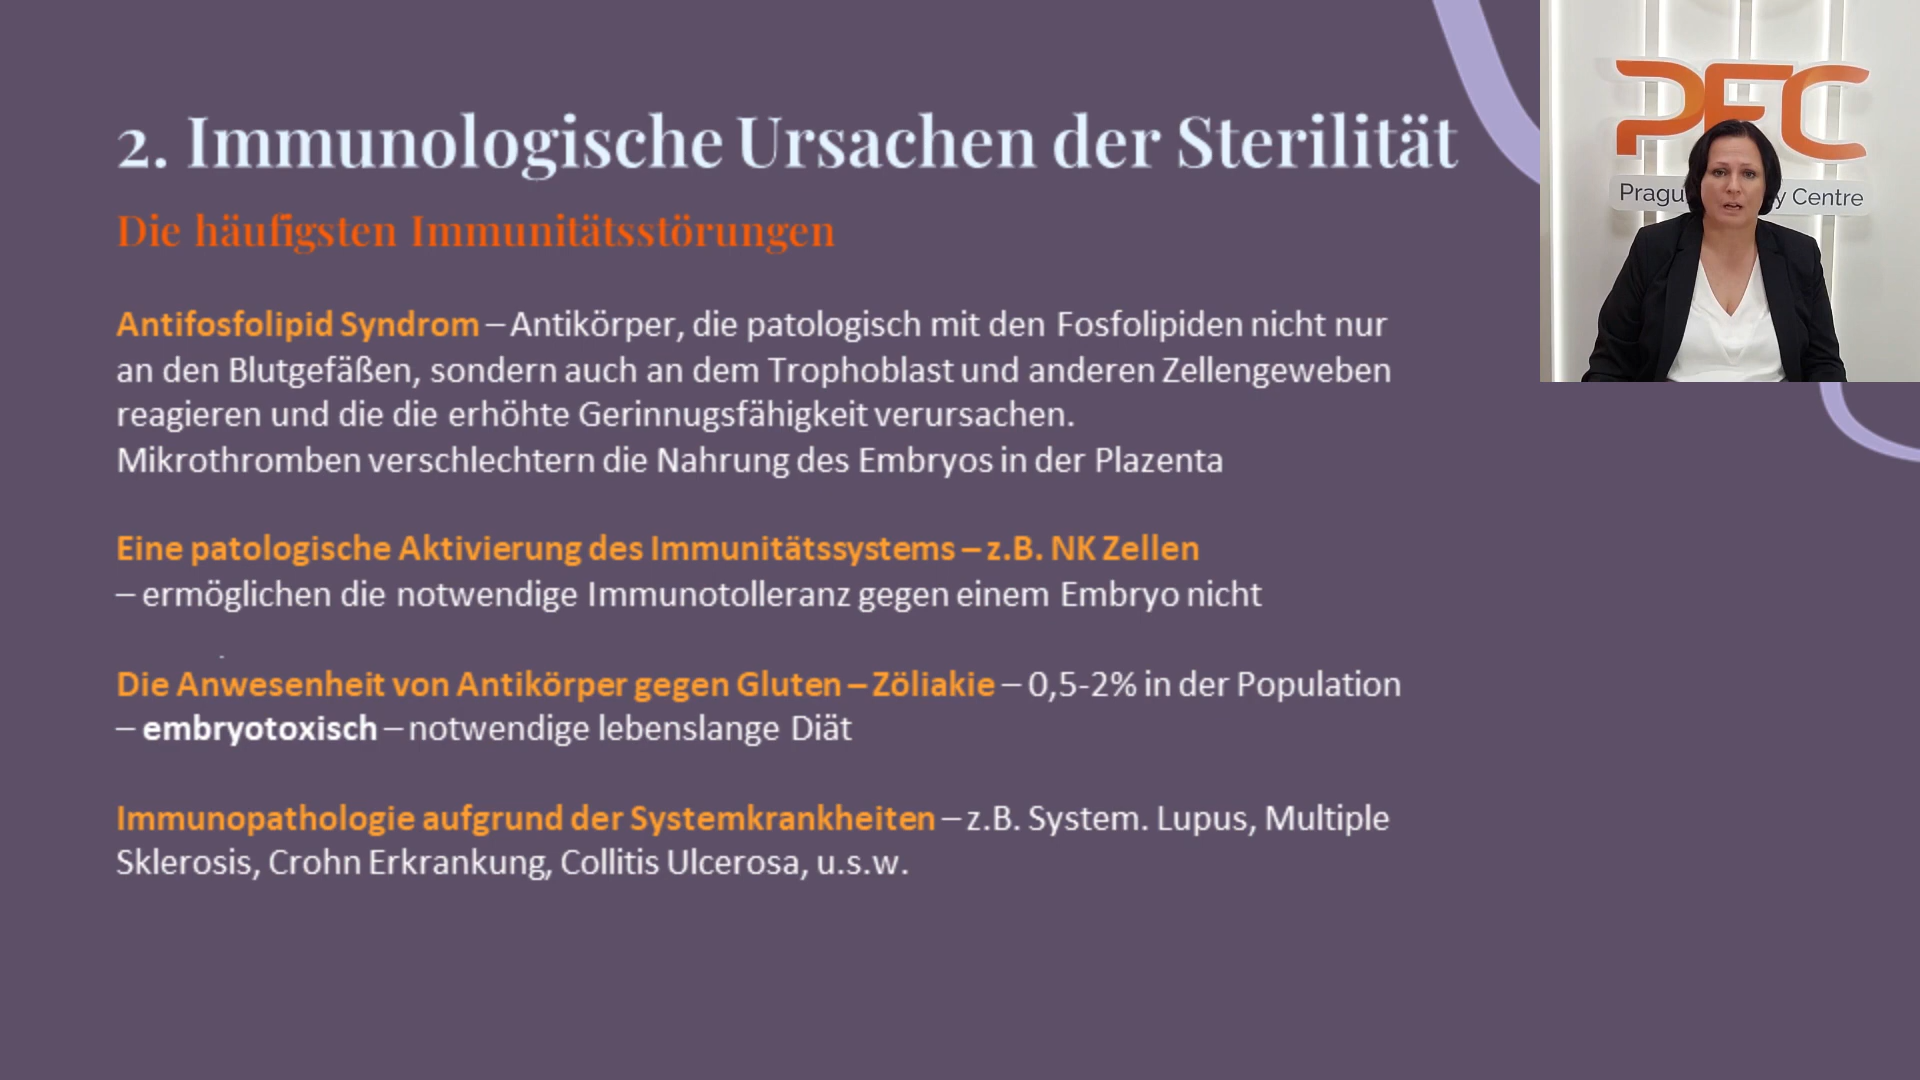 2. Immunologische Ursachen der Sterilität
Die häufigsten Immunitätsstörungen
Antifosfolipid Syndrom – Antikörper, die patologisch mit den Fosfolipiden nicht nur
an den Blutgefäßen, sondern auch an dem Trophoblast und anderen Zellengeweben
reagieren und die die erhöhte Gerinnugsfähigkeit verursachen.
Mikrothromben verschlechtern die Nahrung des Embryos in der Plazenta
Eine patologische Aktivierung des Immunitätssystems – z.B. NK Zellen
– ermöglichen die notwendige Immunotolleranz gegen einem Embryo nicht
Die Anwesenheit von Antikörper gegen Gluten – Zöliakie – 0,5-2% in der Population
– embryotoxisch – notwendige lebenslange Diät
Immunopathologie aufgrund der Systemkrankheiten – z.B. System. Lupus, Multiple
Sklerosis, Crohn Erkrankung, Collitis Ulcerosa, u.s.w.
PFC
Centre